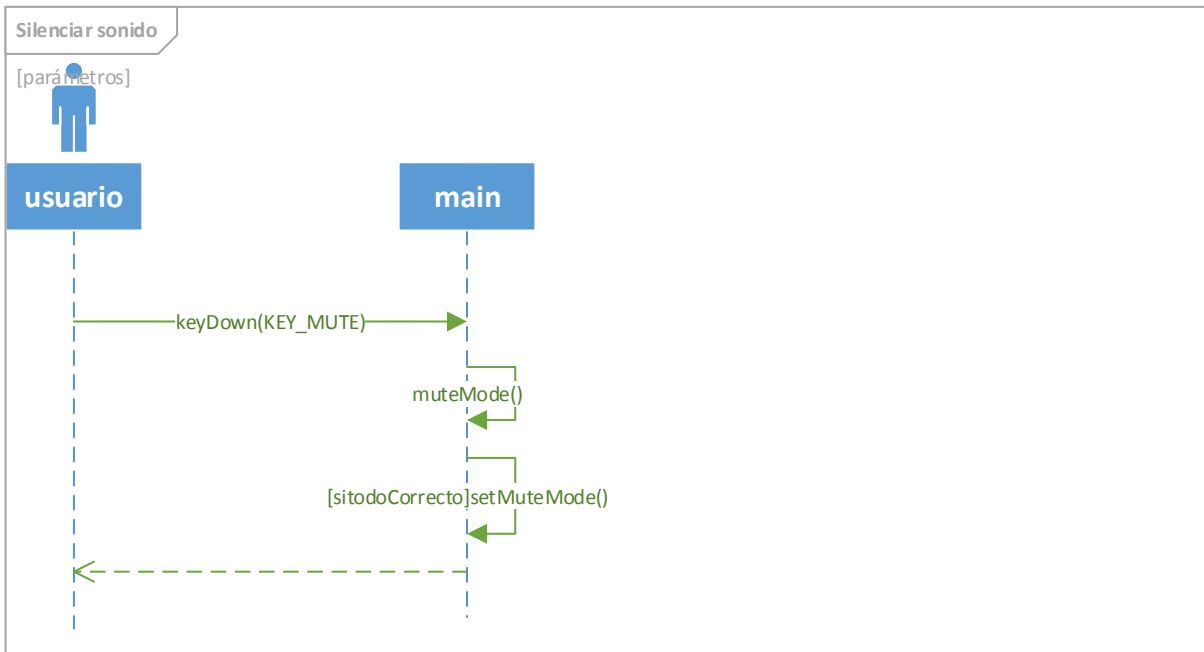 Silenciar sonido
[parámetros]
usuario
main
keyDown(KEY_MUTE)
muteMode()
[sitodoCorrecto]setMuteMode()